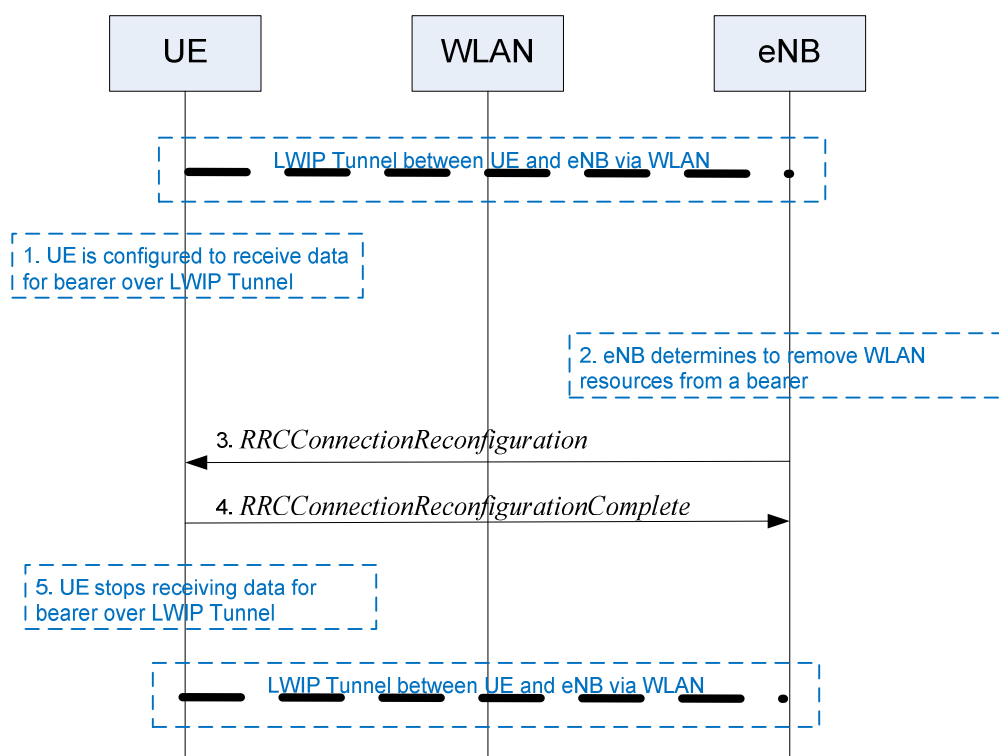 UE
WLAN
eNB
LWIP Tunnel between UE and eNB via WLAN
1. UE is configured to receive data
for bearer over LWIP Tunnel
2. eNB determines to remove WLAN
resources from a bearer
3. RRCConnectionReconfiguration
4. RRCConnectionReconfigurationComplete
5. UE stops receiving data for
bearer over LWIP Tunnel
LWIP Tunnel between UE and eNB via WLAN